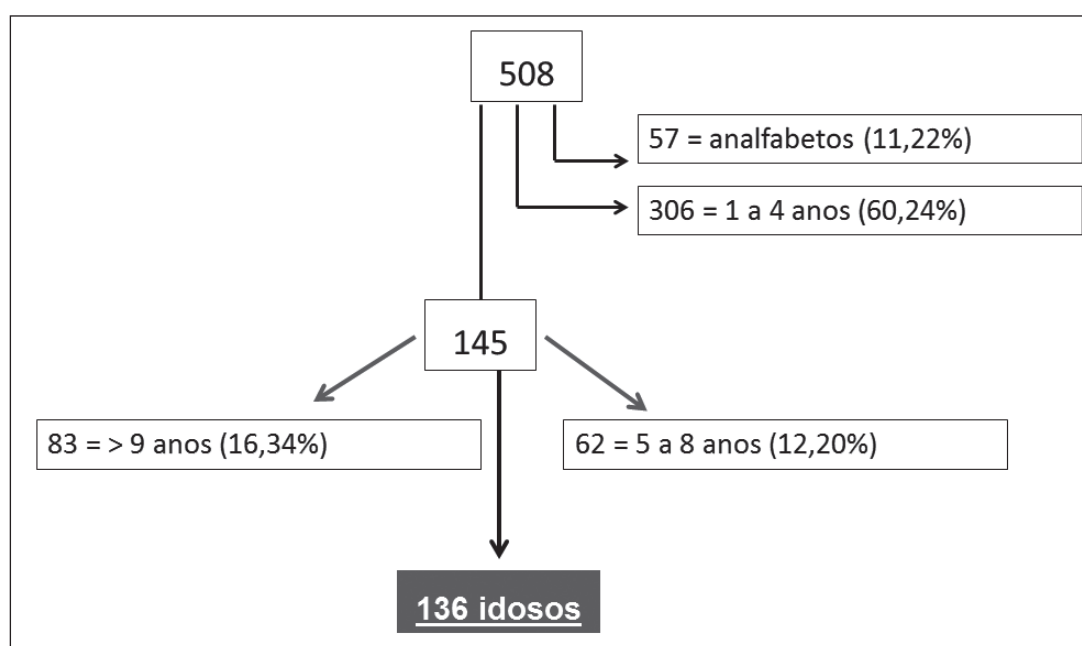 508
57 = analfabetos (11,22%)
306 = 1 a 4 anos (60,24%)
145
83 = > 9 anos (16,34%)
62 = 5 a 8 anos (12,20%)
136 idosos